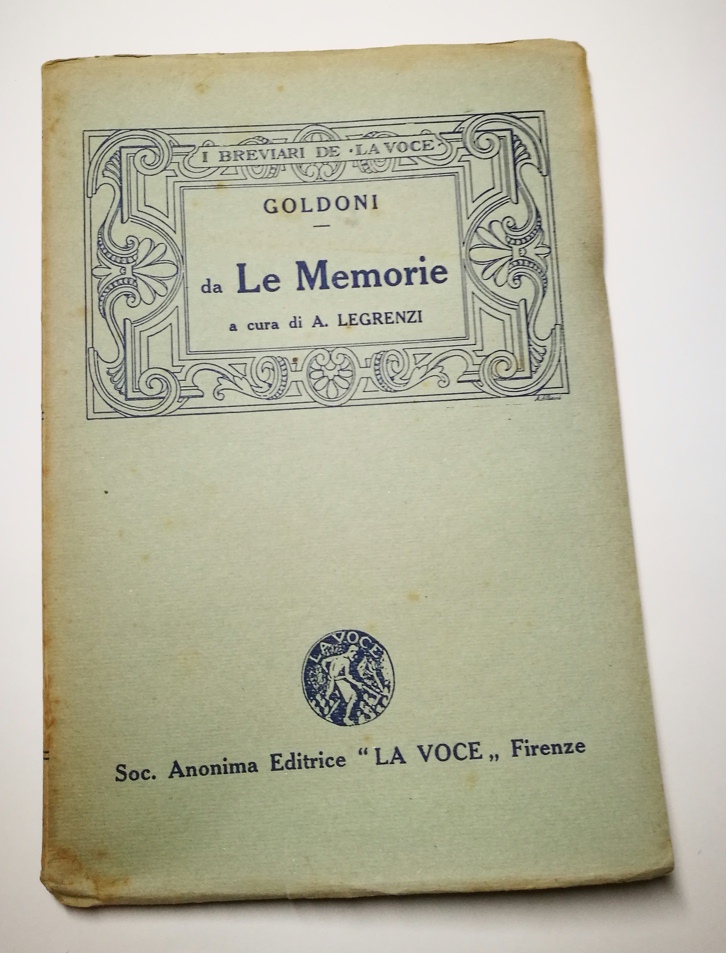 I BREVIARI DE · LA VOCE ·
GOLDONI
da Le Memorie
a cura di A. LEGRENZI
LA VOCE
Soc. Anonima Editrice “ LA VOCE „ Firenze